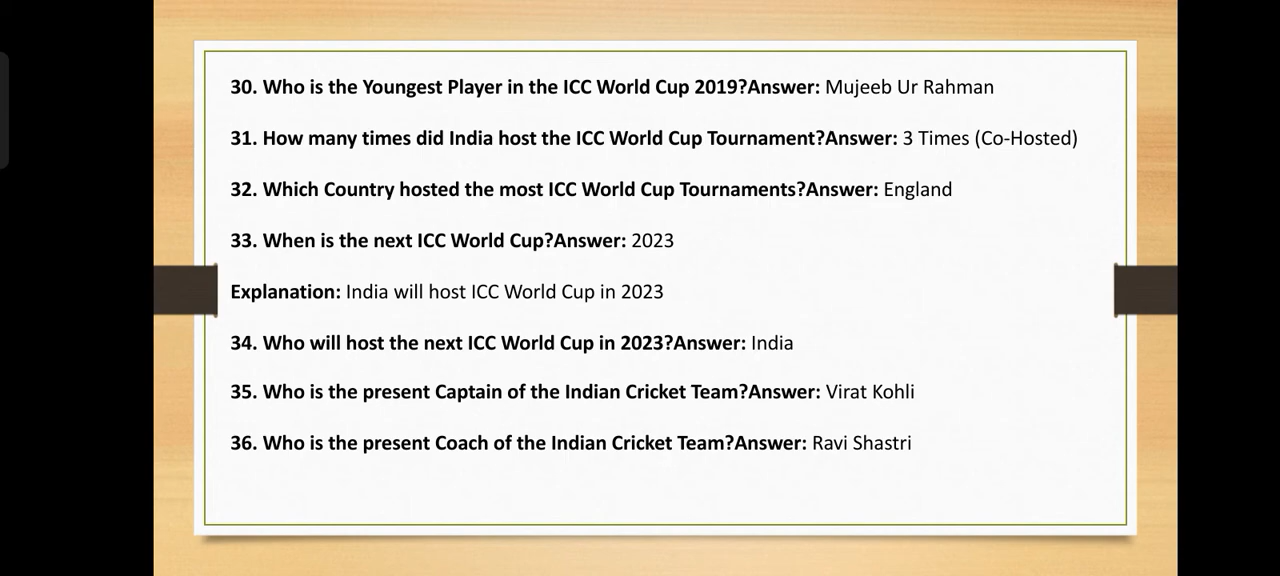 30. Who is the Youngest Player in the ICC World Cup 2019?Answer: Mujeeb Ur Rahman
31. How many times did India host the ICC World Cup Tournament?Answer: 3 Times (Co-Hosted)
32. Which Country hosted the most ICC World Cup Tournaments?Answer: England
33. When is the next ICC World Cup?Answer: 2023
Explanation: India will host ICC World Cup in 2023
34. Who will host the next ICC World Cup in 2023?Answer: India
35. Who is the present Captain of the Indian Cricket Team?Answer: Virat Kohli
36. Who is the present Coach of the Indian Cricket Team?Answer: Ravi Shastri